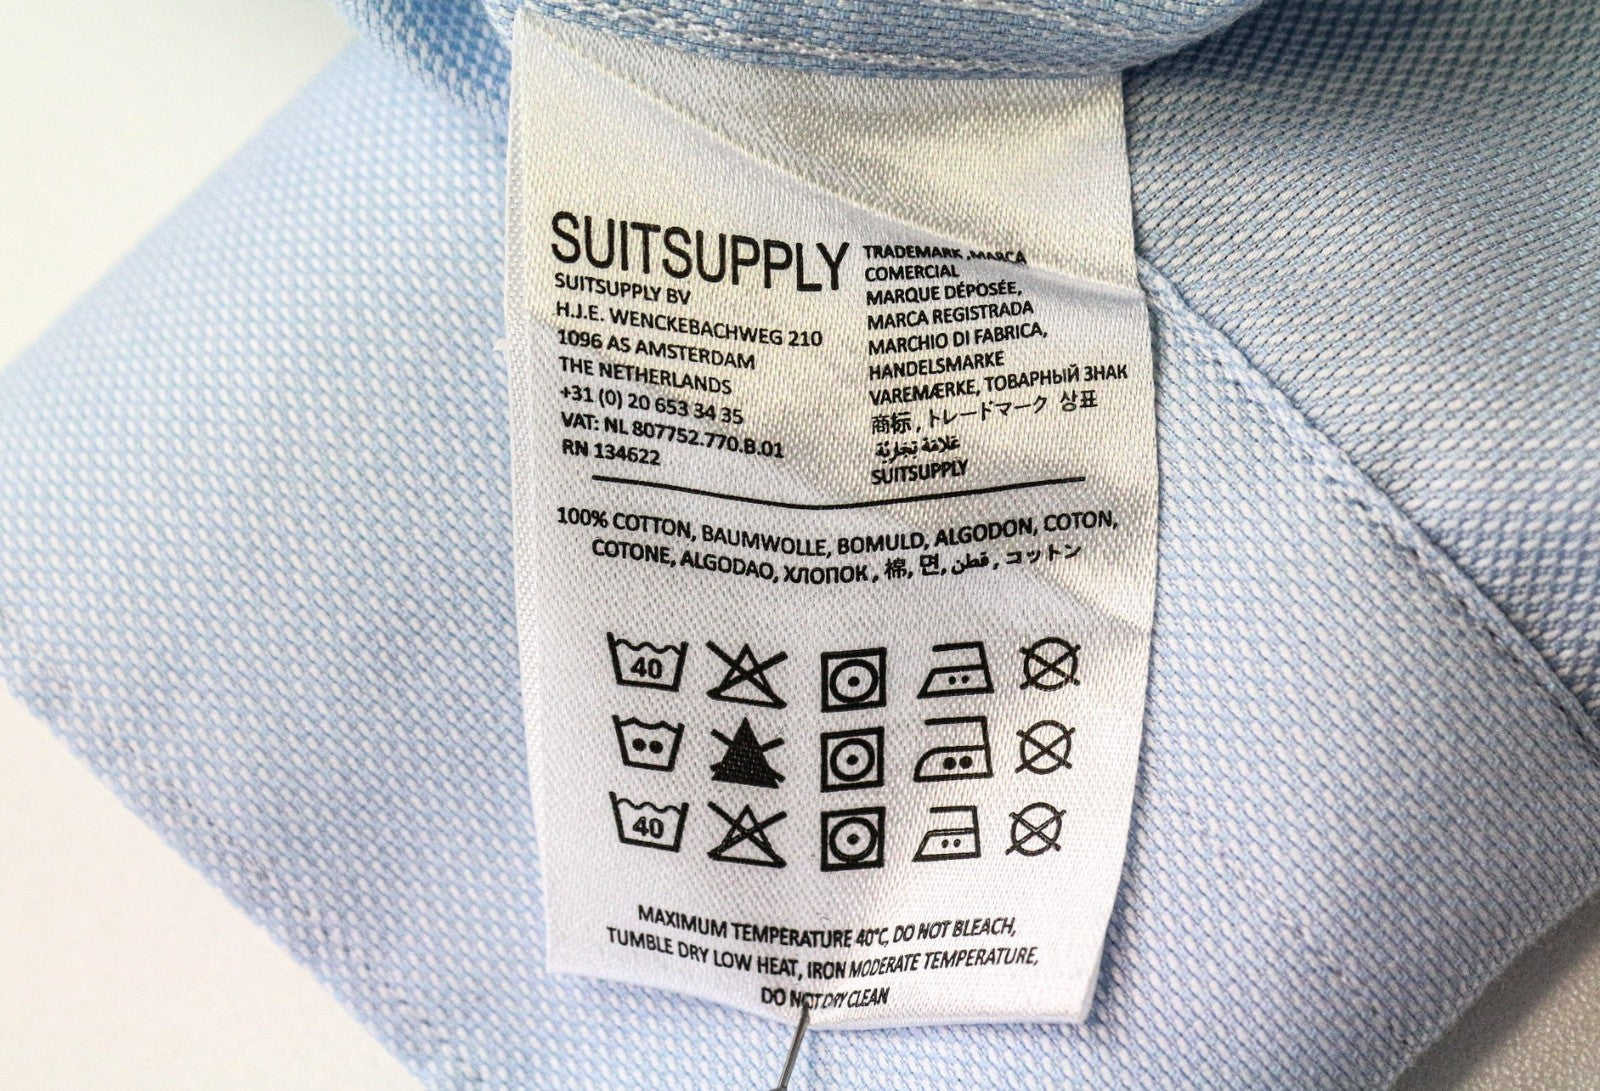 SUITSUPPLY
SUITSUPPLY BV
H.J.E. WENCKEBACHWEG 210
1096 AS AMSTERDAM
THE NETHERLANDS
+31 (0) 20 653 34 35
VAT: NL 807752.770.B.01
RN 134622
TRADEMARK ,MARCA
COMERCIAL
MARQUE DÉPOSÉE,
MARCA REGISTRADA
MARCHIO DI FABRICA,
HANDELSMARKE
VAREMÆRKE, ТОВАРНЫЙ ЗНАК
商标 , トレードマーク 상표
عَلامَة تِجَاريَّة
SUITSUPPLY
100% COTTON, BAUMWOLLE, BOMULD, ALGODON, COTON,
COTONE, ALGODAO, ХЛОПОК , 棉, 면, قطن , コットン
40
40
MAXIMUM TEMPERATURE 40°C, DO NOT BLEACH,
TUMBLE DRY LOW HEAT, IRON MODERATE TEMPERATURE,
DO NOT DRY CLEAN